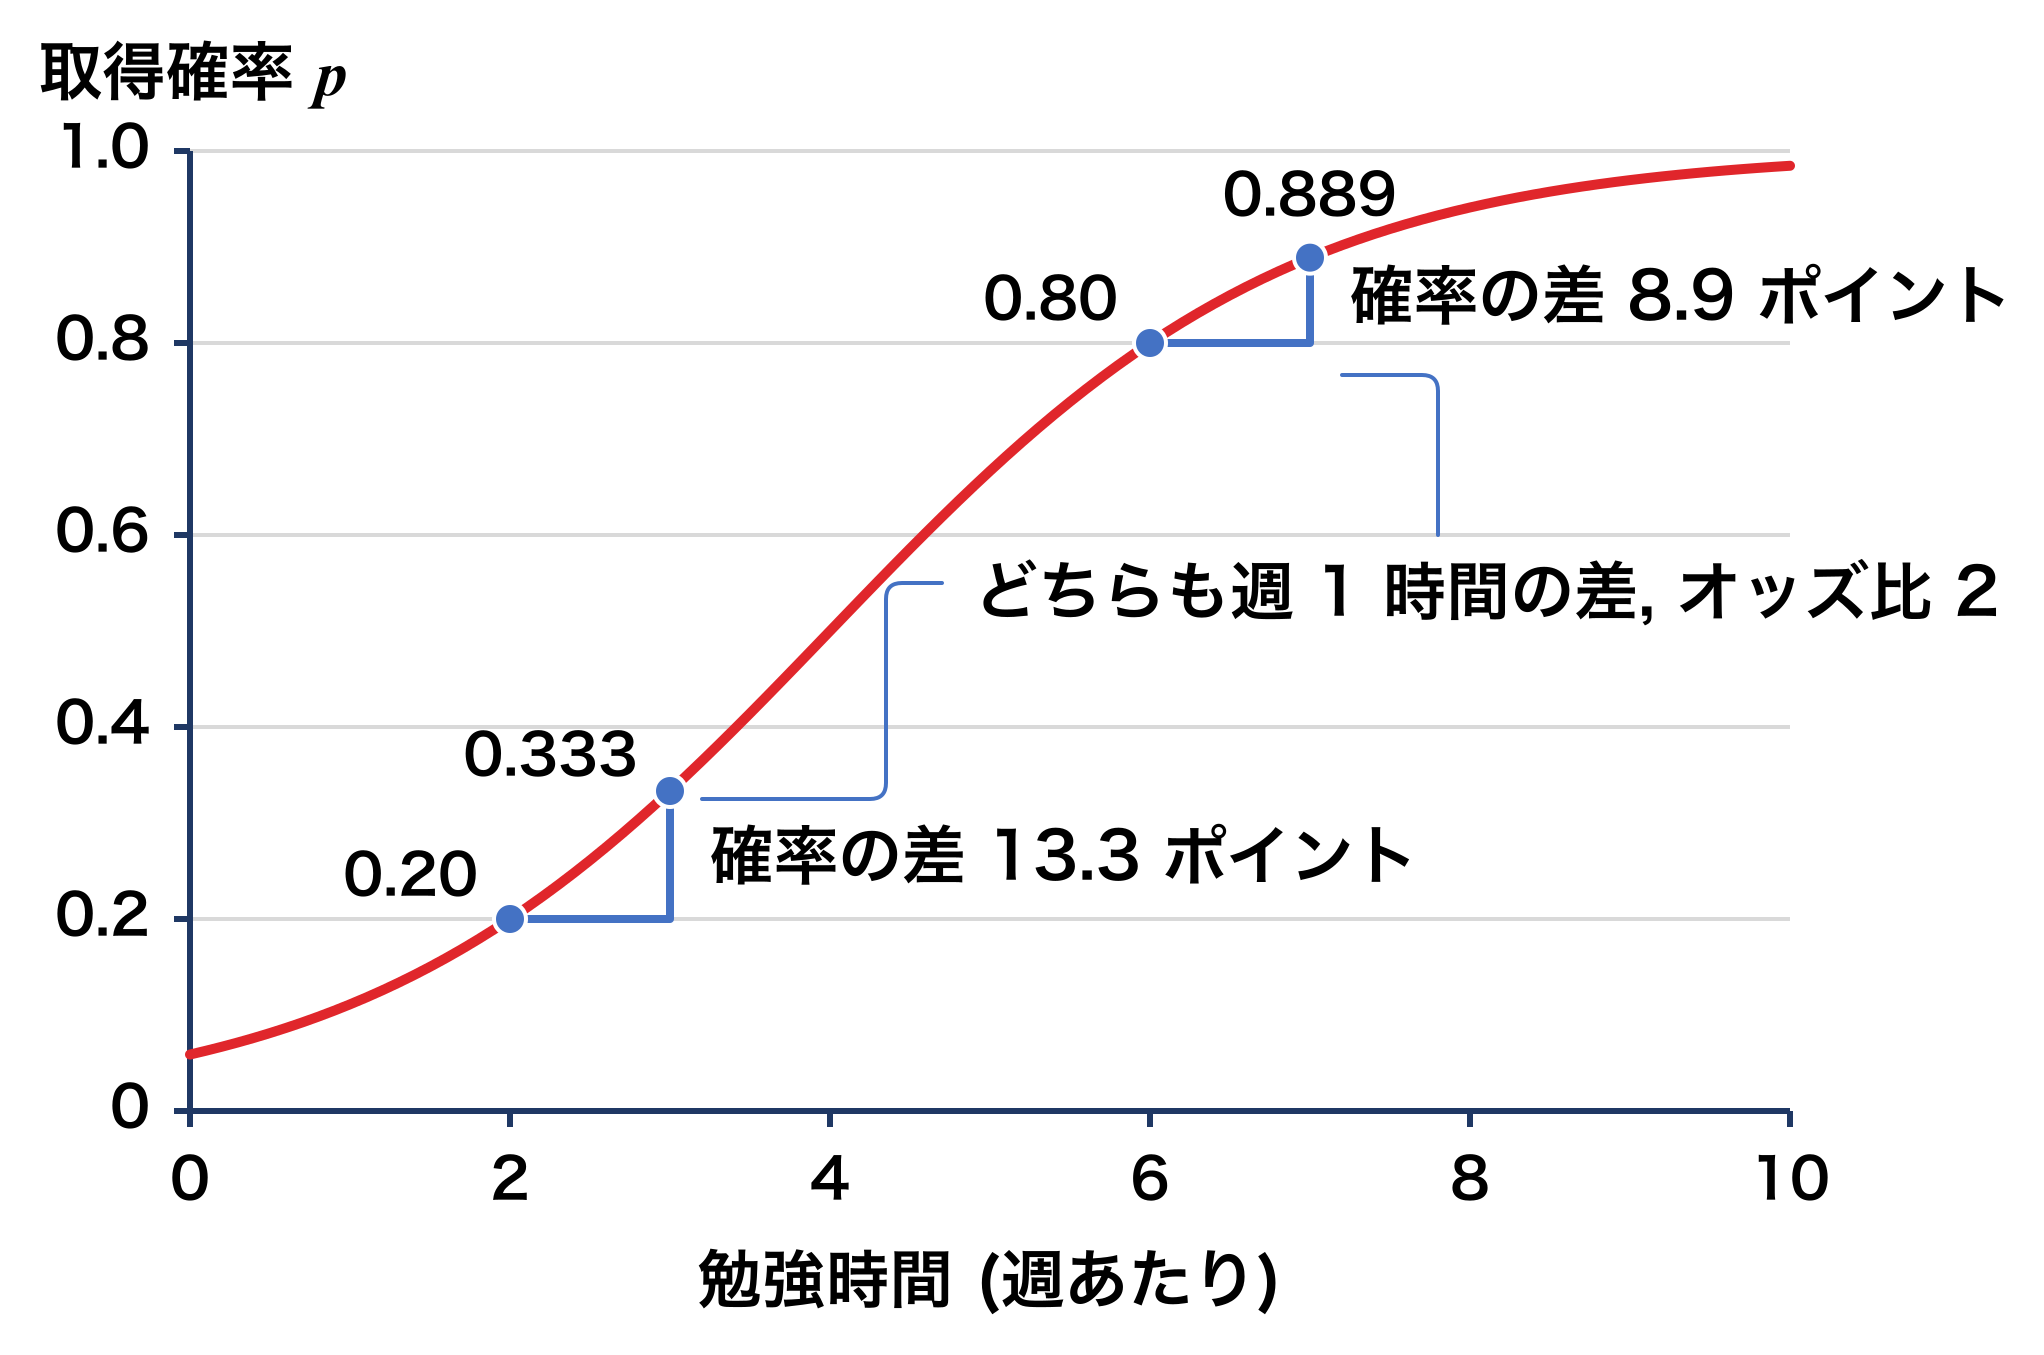 取得確率 p
1.0
0.889
確率の差 8.9 ポイント
0.80
0.8
0.6
どちらも週 1 時間の差, オッズ比 2
0.4
0.333
確率の差 13.3 ポイント
0.20
0.2
0
0 2 4 6 8 10
勉強時間 (週あたり)